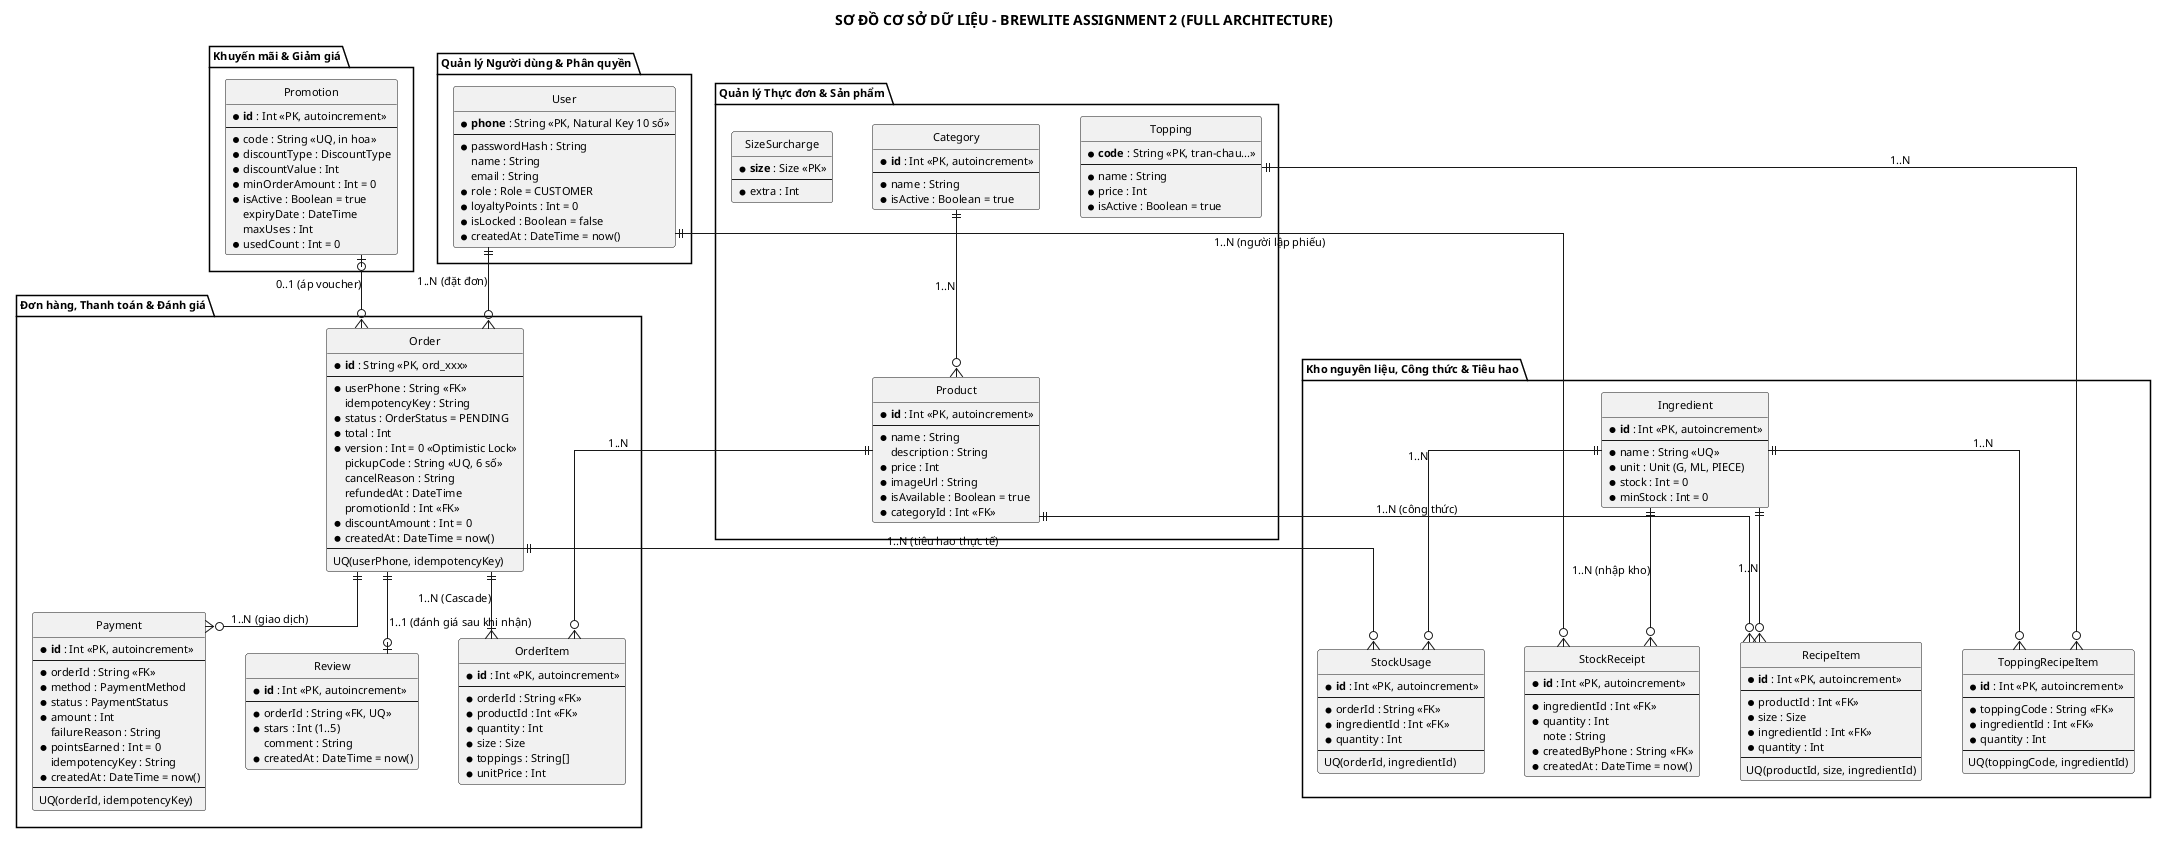 SƠ ĐỒ CƠ SỞ DỮ LIỆU - BREWLITE ASSIGNMENT 2 (FULL ARCHITECTURE)
Khuyến mãi & Giảm giá
Promotion
id : Int «PK, autoincrement»
code : String «UQ, in hoa»
discountType : DiscountType
discountValue : Int
minOrderAmount : Int = 0
isActive : Boolean = true
expiryDate : DateTime
maxUses : Int
usedCount : Int = 0
Quản lý Người dùng & Phân quyền
User
phone : String «PK, Natural Key 10 số»
passwordHash : String
name : String
email : String
role : Role = CUSTOMER
loyaltyPoints : Int = 0
isLocked : Boolean = false
createdAt : DateTime = now()
Quản lý Thực đơn & Sản phẩm
SizeSurcharge
size : Size «PK»
extra : Int
Category
id : Int «PK, autoincrement»
name : String
isActive : Boolean = true
Topping
code : String «PK, tran-chau...»
name : String
price : Int
isActive : Boolean = true
1..N
1..N (người lập phiếu)
0..1 (áp voucher)
1..N (đặt đơn)
1..N
Đơn hàng, Thanh toán & Đánh giá
Order
id : String «PK, ord_xxx»
userPhone : String «FK»
idempotencyKey : String
status : OrderStatus = PENDING
total : Int
version : Int = 0 «Optimistic Lock»
pickupCode : String «UQ, 6 số»
cancelReason : String
refundedAt : DateTime
promotionId : Int «FK»
discountAmount : Int = 0
createdAt : DateTime = now()
UQ(userPhone, idempotencyKey)
1..N
Product
id : Int «PK, autoincrement»
name : String
description : String
price : Int
imageUrl : String
isAvailable : Boolean = true
categoryId : Int «FK»
Kho nguyên liệu, Công thức & Tiêu hao
Ingredient
id : Int «PK, autoincrement»
name : String «UQ»
unit : Unit (G, ML, PIECE)
stock : Int = 0
minStock : Int = 0
1..N
1..N
1..N (công thức)
1..N (tiêu hao thực tế)
1..N (nhập kho)
1..N
1..N (Cascade)
1..N (giao dịch)
1..1 (đánh giá sau khi nhận)
Payment
id : Int «PK, autoincrement»
orderId : String «FK»
method : PaymentMethod
status : PaymentStatus
amount : Int
failureReason : String
pointsEarned : Int = 0
idempotencyKey : String
createdAt : DateTime = now()
UQ(orderId, idempotencyKey)
Review
id : Int «PK, autoincrement»
orderId : String «FK, UQ»
stars : Int (1..5)
comment : String
createdAt : DateTime = now()
OrderItem
id : Int «PK, autoincrement»
orderId : String «FK»
productId : Int «FK»
quantity : Int
size : Size
toppings : String[]
unitPrice : Int
StockUsage
id : Int «PK, autoincrement»
orderId : String «FK»
ingredientId : Int «FK»
quantity : Int
UQ(orderId, ingredientId)
StockReceipt
id : Int «PK, autoincrement»
ingredientId : Int «FK»
quantity : Int
note : String
createdByPhone : String «FK»
createdAt : DateTime = now()
RecipeItem
id : Int «PK, autoincrement»
productId : Int «FK»
size : Size
ingredientId : Int «FK»
quantity : Int
UQ(productId, size, ingredientId)
ToppingRecipeItem
id : Int «PK, autoincrement»
toppingCode : String «FK»
ingredientId : Int «FK»
quantity : Int
UQ(toppingCode, ingredientId)